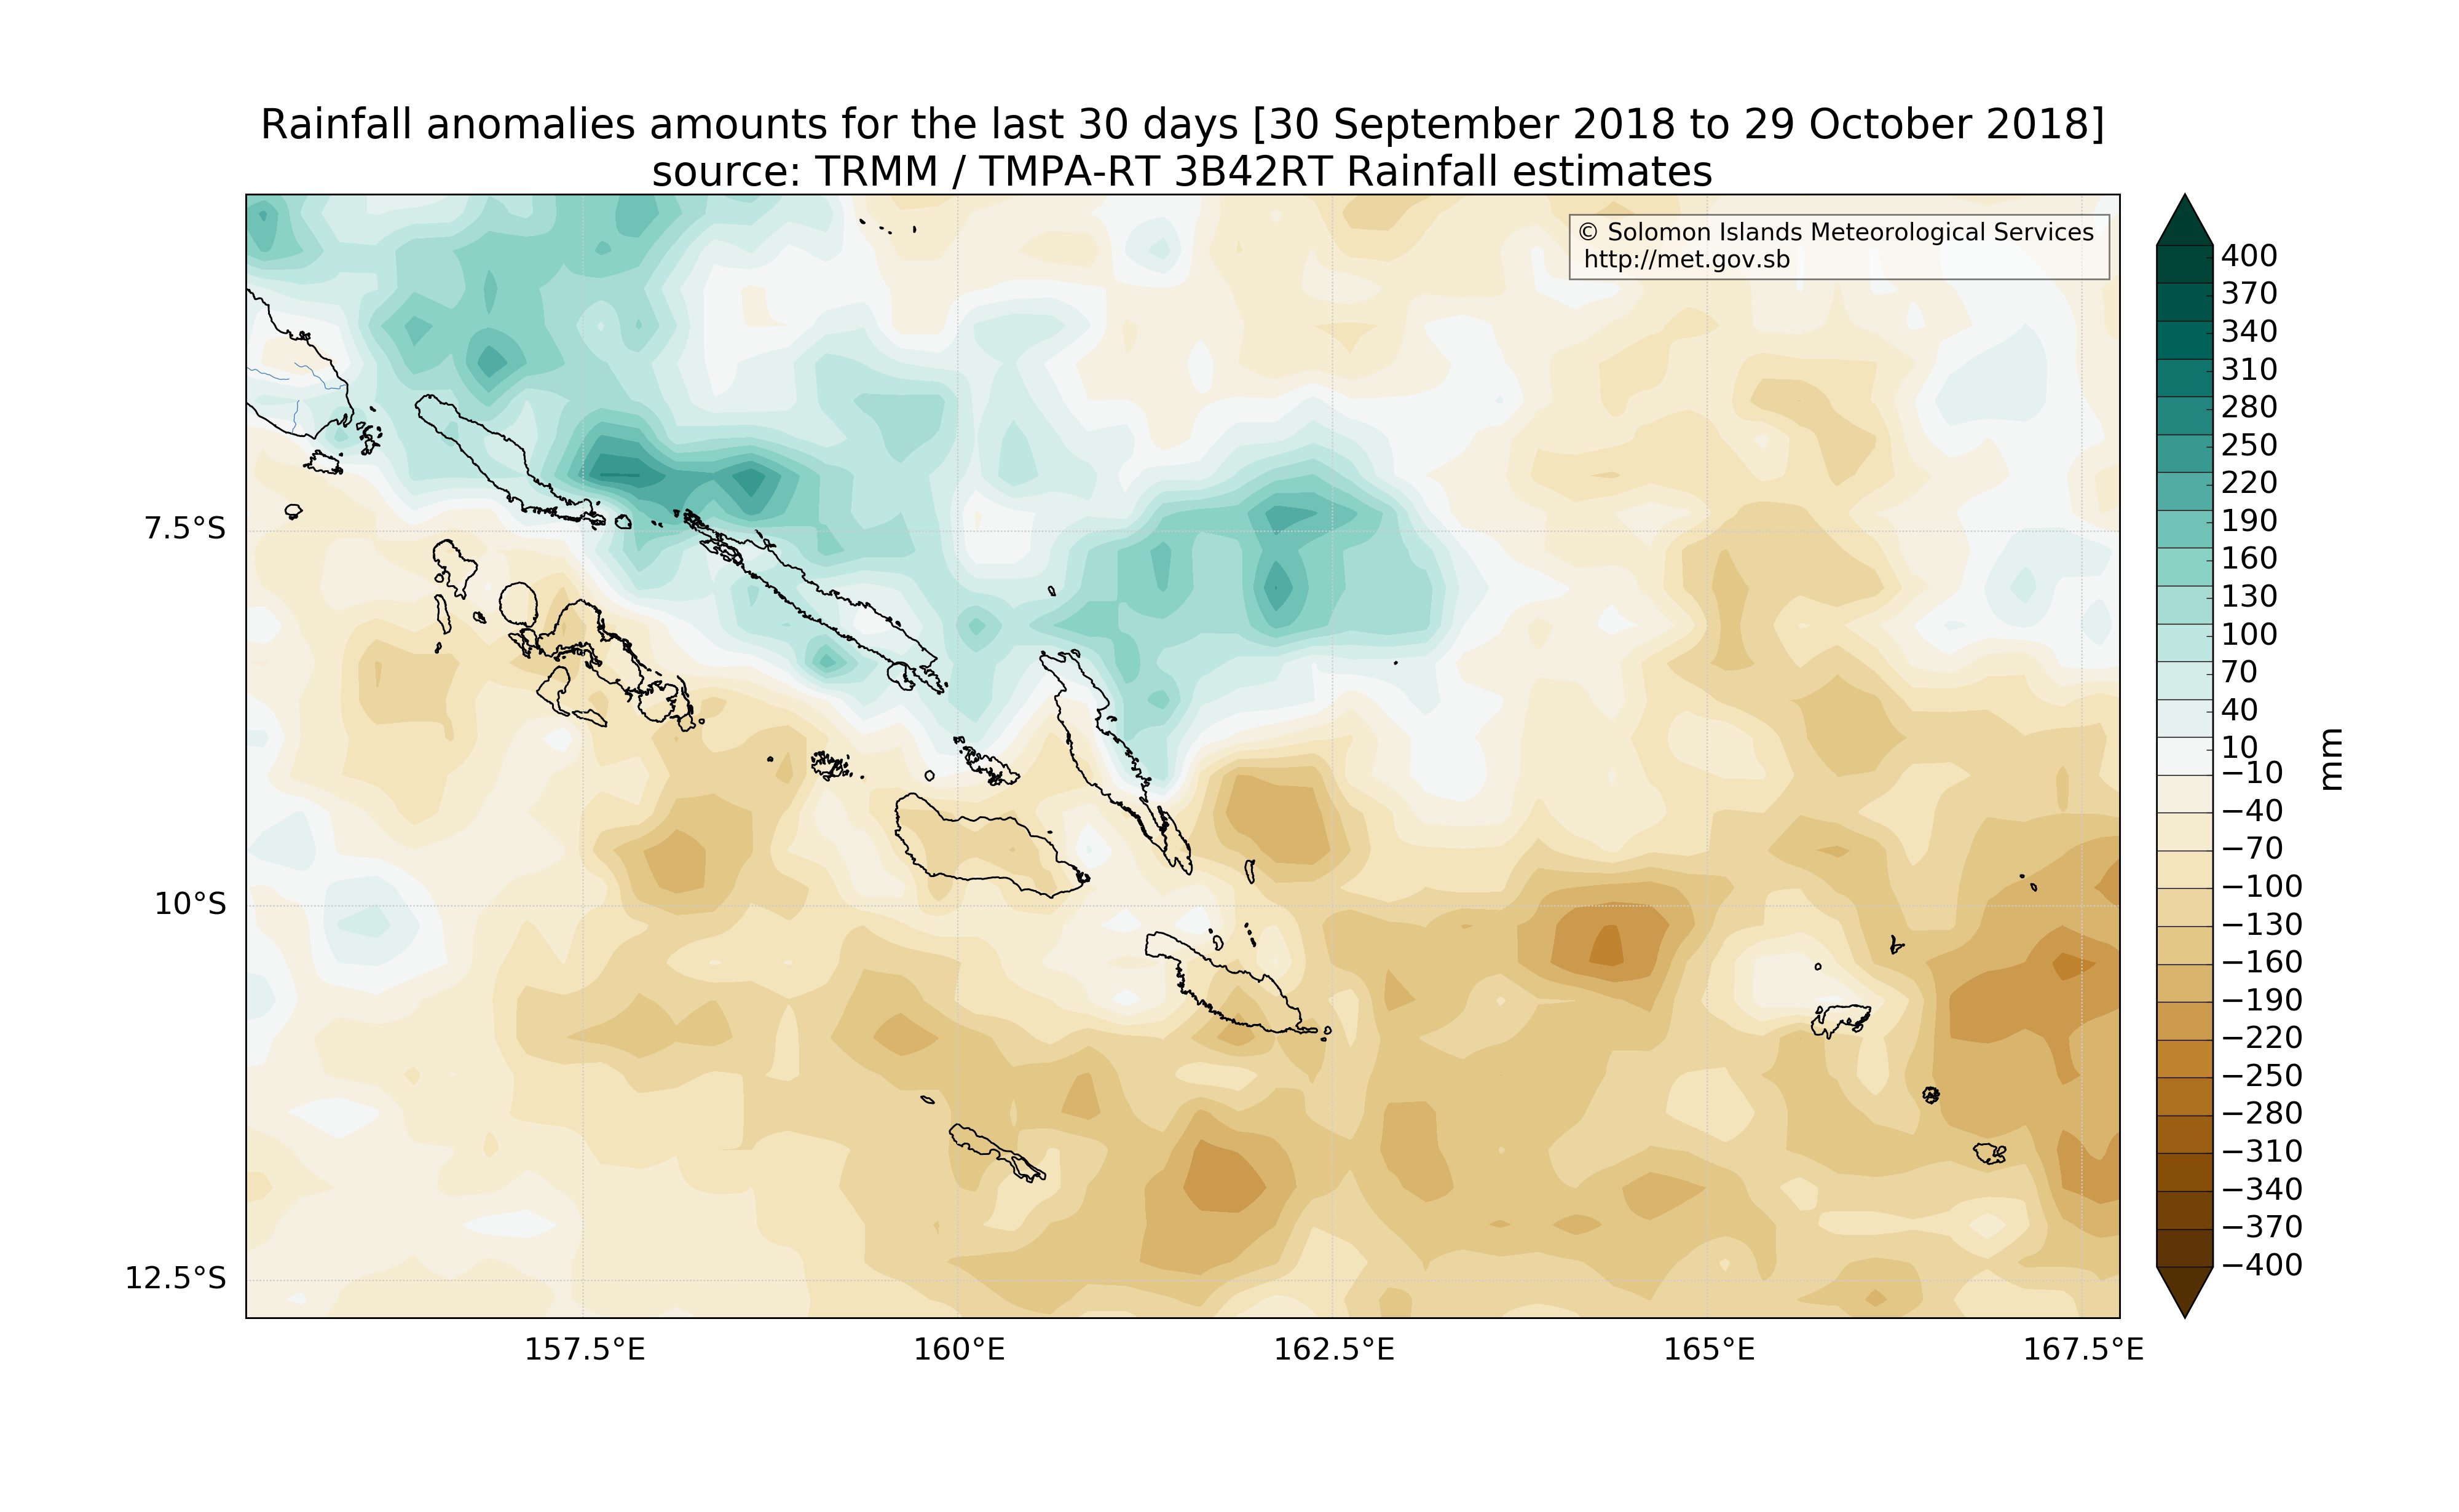 Rainfall anomalies amounts for the last 30 days [30 September 2018 to 29 October 2018]
source: TRMM / TMPA-RT 3B42RT Rainfall estimates
© Solomon Islands Meteorological Services
http://met.gov.sb
7.5°S
10°S
12.5°S
157.5°E
160°E
162.5°E
165°E
167.5°E
400
370
340
310
280
250
220
190
160
130
100
70
40
10
−10
−40
−70
−100
−130
−160
−190
−220
−250
−280
−310
−340
−370
−400
mm